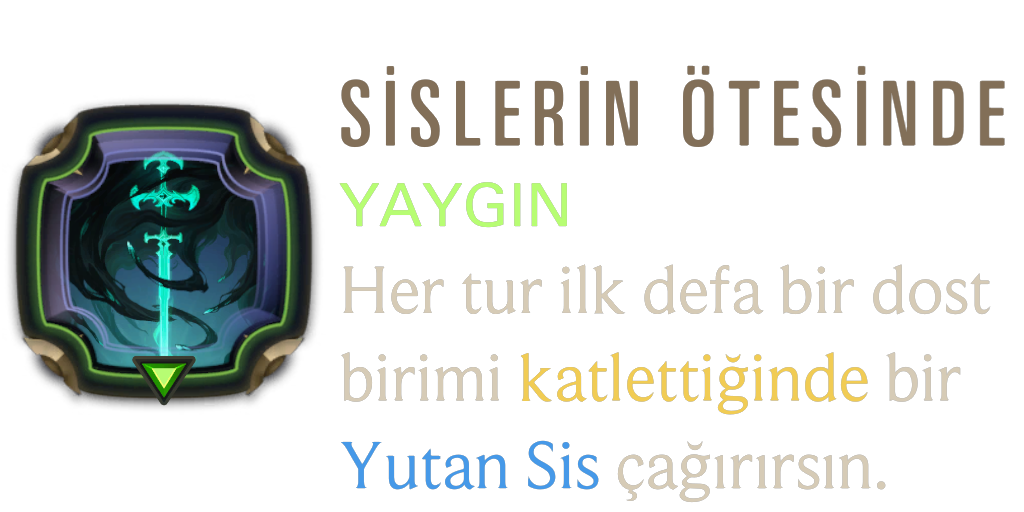 SİSLERİN ÖTESİNDE
YAYGIN
Her tur ilk defa bir dost
birimi katlettiğinde bir
Yutan Sis çağırırsın.